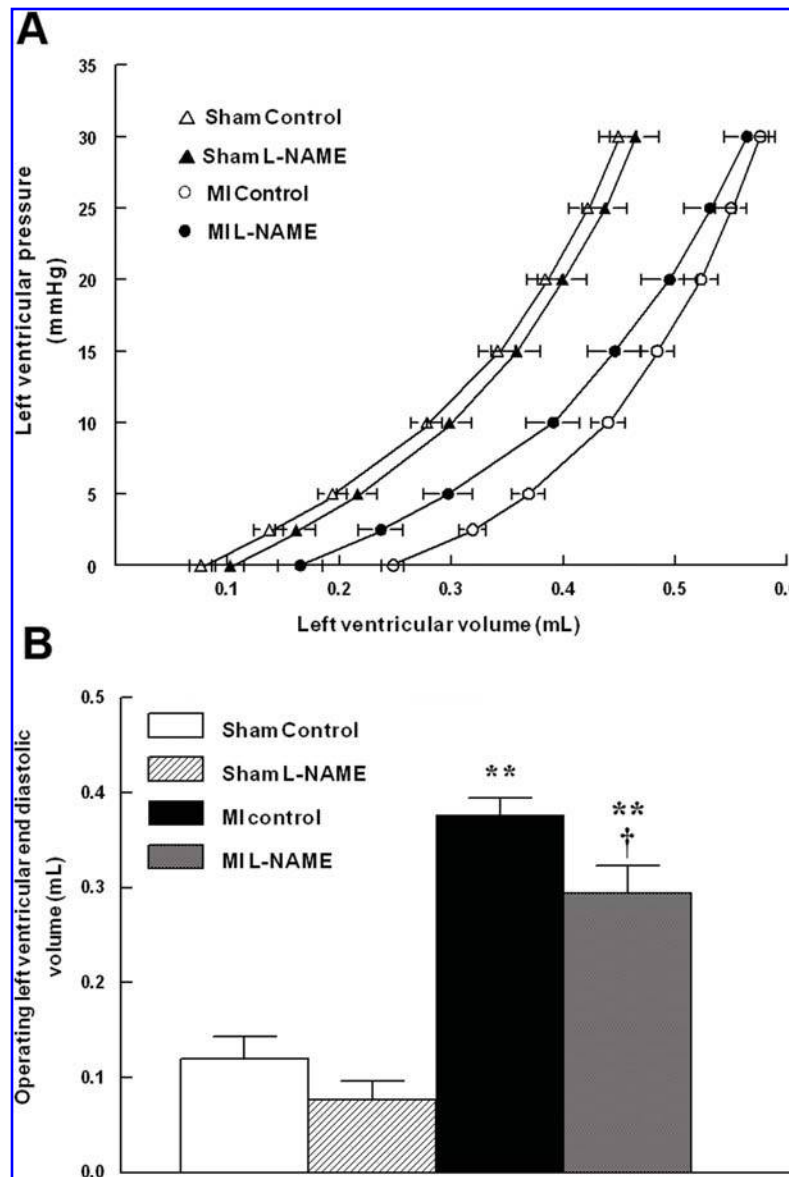 A
35
30
25
20
15
10
5
0
Left ventricular pressure
(mmHg)
Sham Control
Sham L-NAME
MI Control
MI L-NAME
0.1 0.2 0.3 0.4 0.5 0.
Left ventricular volume (mL)
B
0.5
0.4
0.3
0.2
0.1
0.0
Operating left ventricular end diastolic
volume (mL)
Sham Control
Sham L-NAME
MI control
MI L-NAME
**
**
†